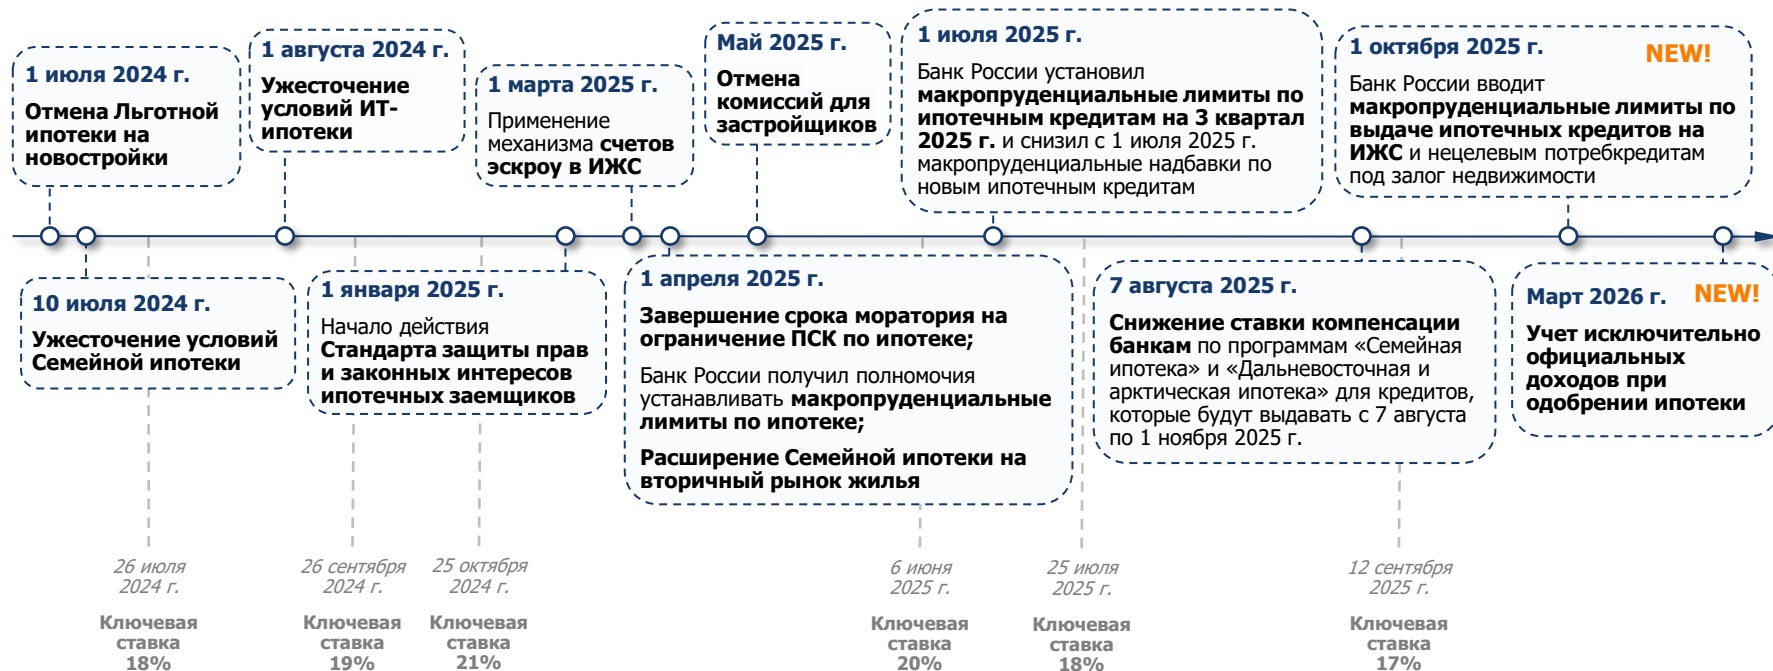 1 июля 2024 г.
Отмена Льготной
ипотеки на
новостройки
1 августа 2024 г.
Ужесточение
условий ИТ-
ипотеки
1 марта 2025 г.
Применение
механизма счетов
эскроу в ИЖС
Май 2025 г.
Отмена
комиссий для
застройщиков
1 июля 2025 г.
Банк России установил
макропруденциальные лимиты по
ипотечным кредитам на 3 квартал
2025 г. и снизил с 1 июля 2025 г.
макропруденциальные надбавки по
новым ипотечным кредитам
1 октября 2025 г.
NEW!
Банк России вводит
макропруденциальные лимиты по
выдаче ипотечных кредитов на
ИЖС и нецелевым потребкредитам
под залог недвижимости
10 июля 2024 г.
Ужесточение условий
Семейной ипотеки
1 января 2025 г.
Начало действия
Стандарта защиты прав
и законных интересов
ипотечных заемщиков
1 апреля 2025 г.
Завершение срока моратория на
ограничение ПСК по ипотеке;
Банк России получил полномочия
устанавливать макропруденциальные
лимиты по ипотеке;
Расширение Семейной ипотеки на
вторичный рынок жилья
7 августа 2025 г.
Снижение ставки компенсации
банкам по программам «Семейная
ипотека» и «Дальневосточная и
арктическая ипотека» для кредитов,
которые будут выдавать с 7 августа
по 1 ноября 2025 г.
Март 2026 г.
NEW!
Учет исключительно
официальных
доходов при
одобрении ипотеки
26 июля
2024 г.
Ключевая
ставка
18%
26 сентября
2024 г.
Ключевая
ставка
19%
25 октября
2024 г.
Ключевая
ставка
21%
6 июня
2025 г.
Ключевая
ставка
20%
25 июля
2025 г.
Ключевая
ставка
18%
12 сентября
2025 г.
Ключевая
ставка
17%